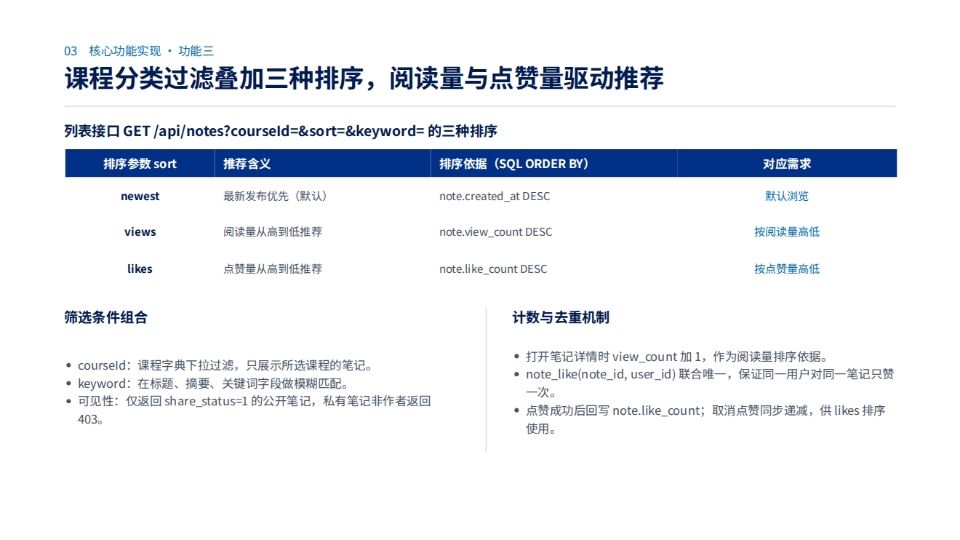 03 核心功能实现 · 功能三
课程分类过滤叠加三种排序，阅读量与点赞量驱动推荐
列表接口 GET /api/notes?courseId=&sort=&keyword= 的三种排序
排序参数 sort 推荐含义 排序依据（SQL ORDER BY） 对应需求
newest 最新发布优先（默认） note.created_at DESC 默认浏览
views 阅读量从高到低推荐 note.view_count DESC 按阅读量高低
likes 点赞量从高到低推荐 note.like_count DESC 按点赞量高低
筛选条件组合
• courseId：课程字典下拉过滤，只展示所选课程的笔记。
• keyword：在标题、摘要、关键词字段做模糊匹配。
• 可见性：仅返回 share_status=1 的公开笔记，私有笔记非作者返回
403。
计数与去重机制
• 打开笔记详情时 view_count 加 1，作为阅读量排序依据。
• note_like(note_id, user_id) 联合唯一，保证同一用户对同一笔记只赞
一次。
• 点赞成功后回写 note.like_count；取消点赞同步递减，供 likes 排序
使用。